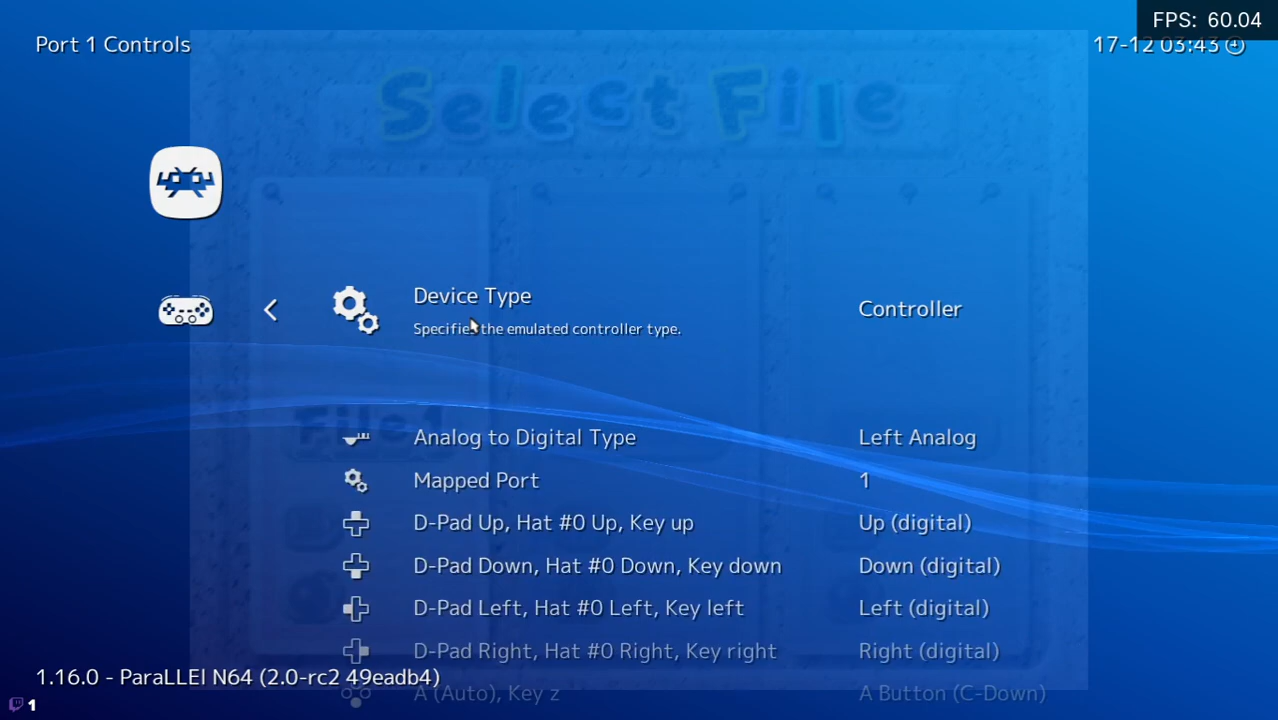 FPS: 60.04
Port 1 Controls
17-12 03:43
Select File
Device Type
Controller
Specifies the emulated controller type.
File 1
Analog to Digital Type
Left Analog
Mapped Port
1
D-Pad Up, Hat #0 Up, Key up
Up (digital)
D-Pad Down, Hat #0 Down, Key down
Down (digital)
D-Pad Left, Hat #0 Left, Key left
Left (digital)
D-Pad Right, Hat #0 Right, Key right
Right (digital)
1.16.0 - ParaLLEl N64 (2.0-rc2 49eadb4)
A (Auto), Key z
A Button (C-Down)
1